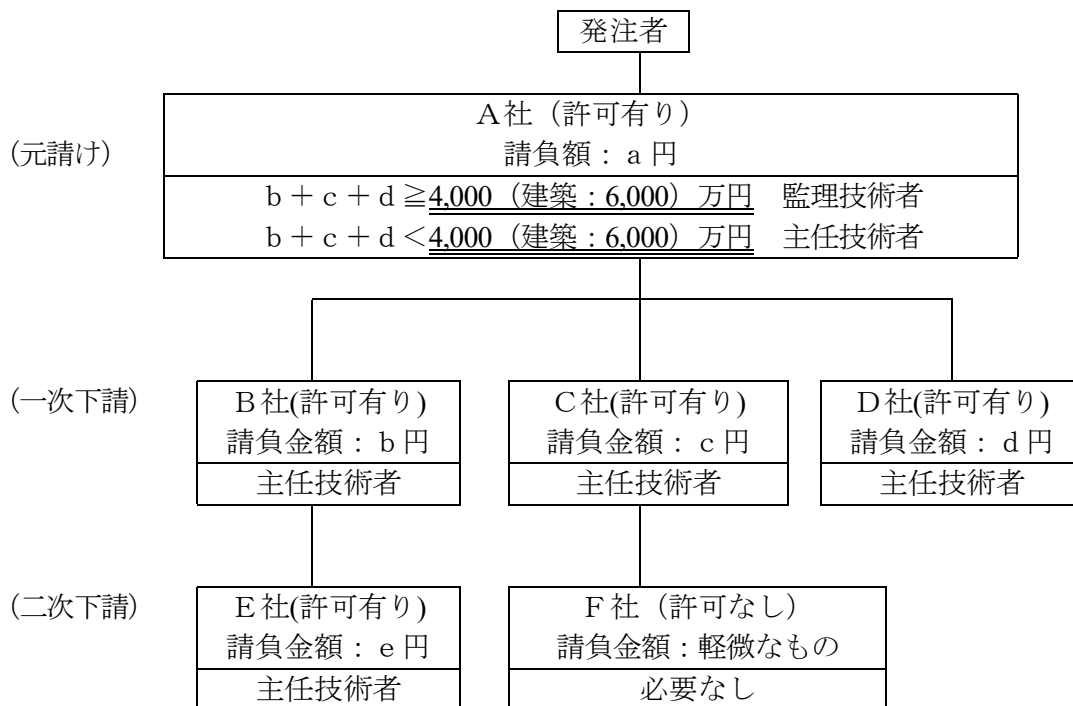 発注者
(元請け)
A社（許可有り）
請負額：a円
b＋c＋d≧4,000（建築：6,000）万円　監理技術者
b＋c＋d＜4,000（建築：6,000）万円　主任技術者
(一次下請)
B社(許可有り)
請負金額：b円
主任技術者
C社(許可有り)
請負金額：c円
主任技術者
D社(許可有り)
請負金額：d円
主任技術者
(二次下請)
E社(許可有り)
請負金額：e円
主任技術者
F社（許可なし）
請負金額：軽微なもの
必要なし